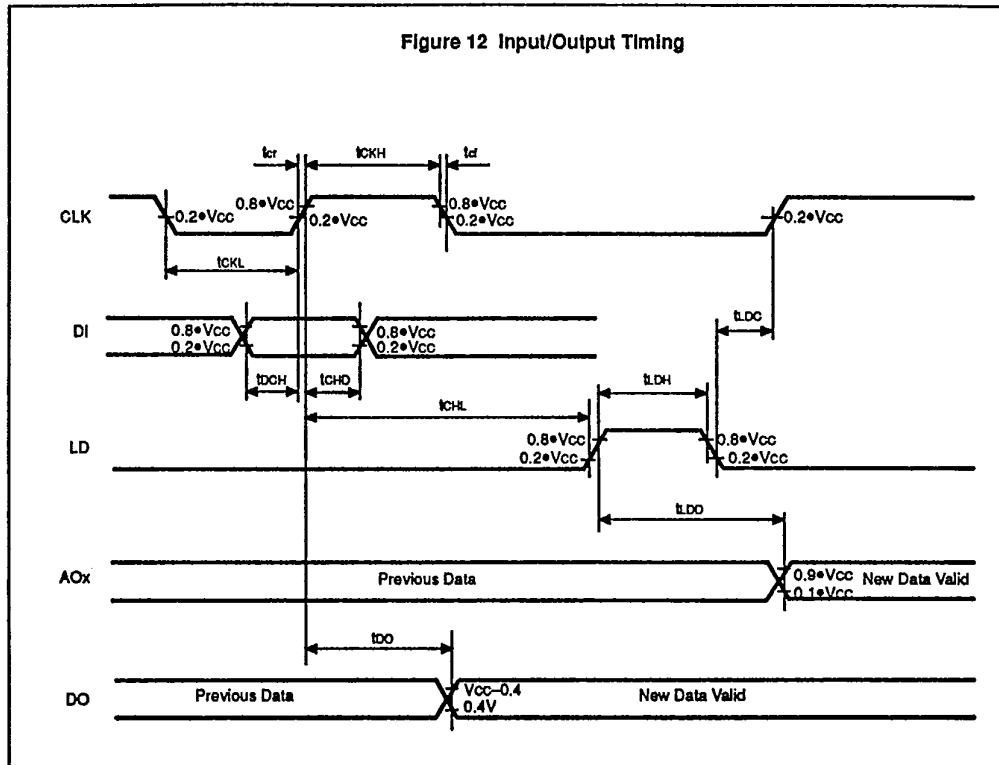 Figure 12 Input/Output Timing
tcr
tCKH
tcf
CLK
0.2•VCC
0.8•VCC
0.2•VCC
0.8•VCC
0.2•VCC
0.2•VCC
tCKL
DI
0.8•VCC
0.2•VCC
0.8•VCC
0.2•VCC
tLDC
tDCH
tCHD
tCHL
tLDH
LD
0.8•VCC
0.2•VCC
0.8•VCC
0.2•VCC
tLDD
AOx
Previous Data
0.9•VCC
0.1•VCC
New Data Valid
tDO
DO
Previous Data
VCC–0.4
0.4V
New Data Valid